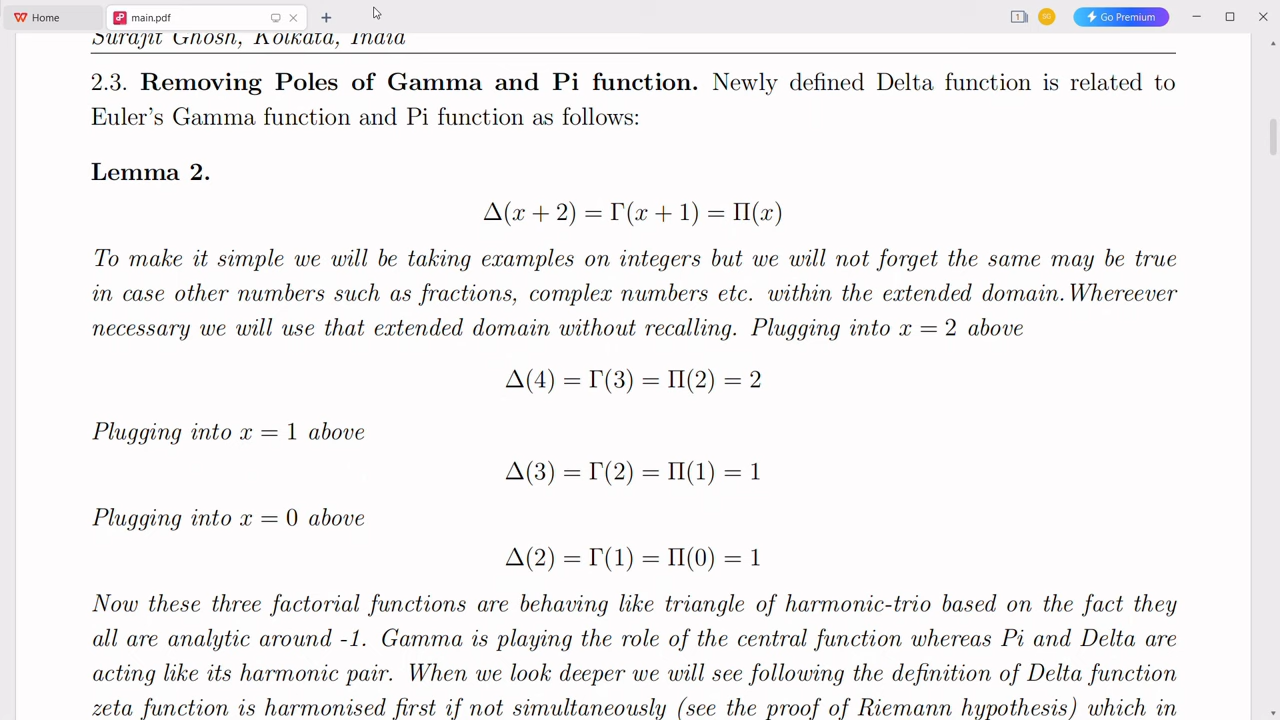 Home
main.pdf
1
SG
Go Premium
Surajit Ghosh, Kolkata, India
2.3. Removing Poles of Gamma and Pi function. Newly defined Delta function is related to
Euler's Gamma function and Pi function as follows:
Lemma 2.
Δ(x + 2) = Γ(x + 1) = Π(x)
To make it simple we will be taking examples on integers but we will not forget the same may be true
in case other numbers such as fractions, complex numbers etc. within the extended domain.Whereever
necessary we will use that extended domain without recalling. Plugging into x = 2 above
Δ(4) = Γ(3) = Π(2) = 2
Plugging into x = 1 above
Δ(3) = Γ(2) = Π(1) = 1
Plugging into x = 0 above
Δ(2) = Γ(1) = Π(0) = 1
Now these three factorial functions are behaving like triangle of harmonic-trio based on the fact they
all are analytic around -1. Gamma is playing the role of the central function whereas Pi and Delta are
acting like its harmonic pair. When we look deeper we will see following the definition of Delta function
zeta function is harmonised first if not simultaneously (see the proof of Riemann hypothesis) which in